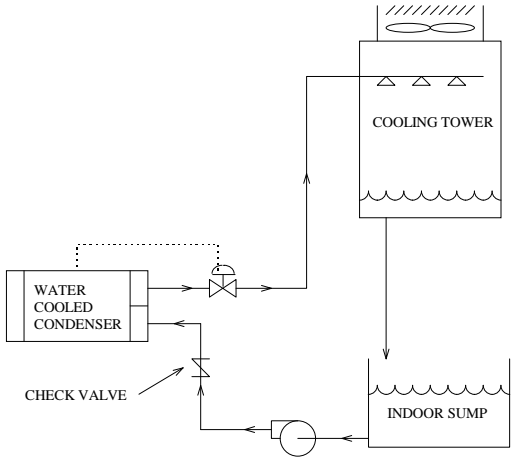 COOLING TOWER
WATER
COOLED
CONDENSER
CHECK VALVE
INDOOR SUMP